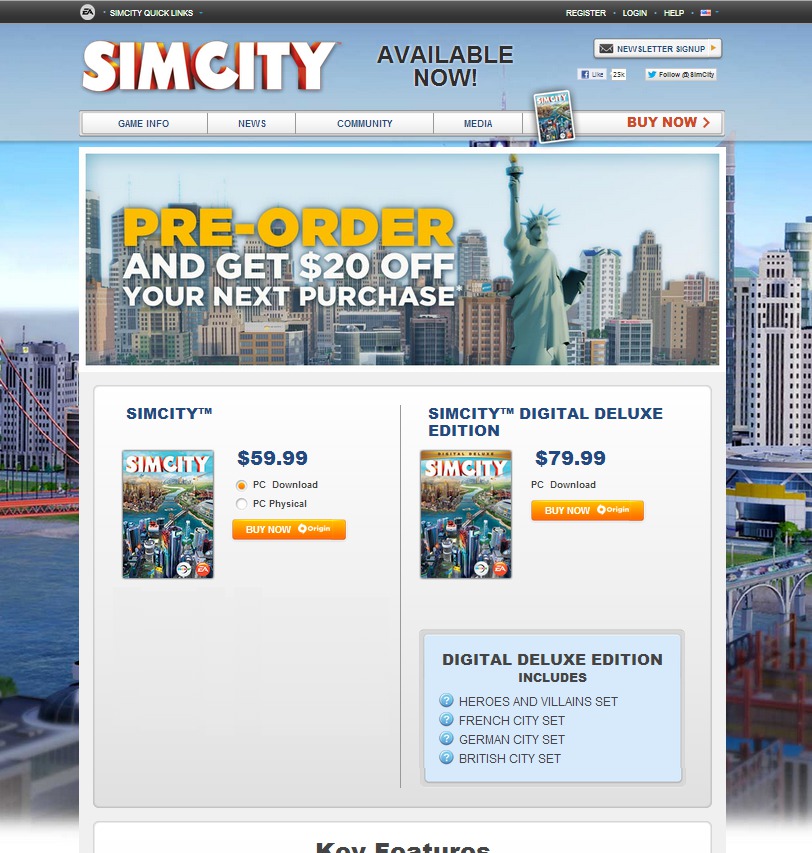 EA
SIMCITY QUICK LINKS
REGISTER LOGIN HELP
SIMCITY
AVAILABLE
NOW!
NEWSLETTER SIGNUP
Like 25k
Follow @SimCity
GAME INFO NEWS COMMUNITY MEDIA
SIMCITY
BUY NOW
PRE-ORDER
AND GET $20 OFF
YOUR NEXT PURCHASE*
SIMCITY™
SIMCITY
$59.99
PC Download
PC Physical
BUY NOW Origin
EA
SIMCITY™ DIGITAL DELUXE
EDITION
DIGITAL DELUXE
SIMCITY
$79.99
PC Download
BUY NOW Origin
EA
DIGITAL DELUXE EDITION
INCLUDES
? HEROES AND VILLAINS SET
? FRENCH CITY SET
? GERMAN CITY SET
? BRITISH CITY SET
Key Features